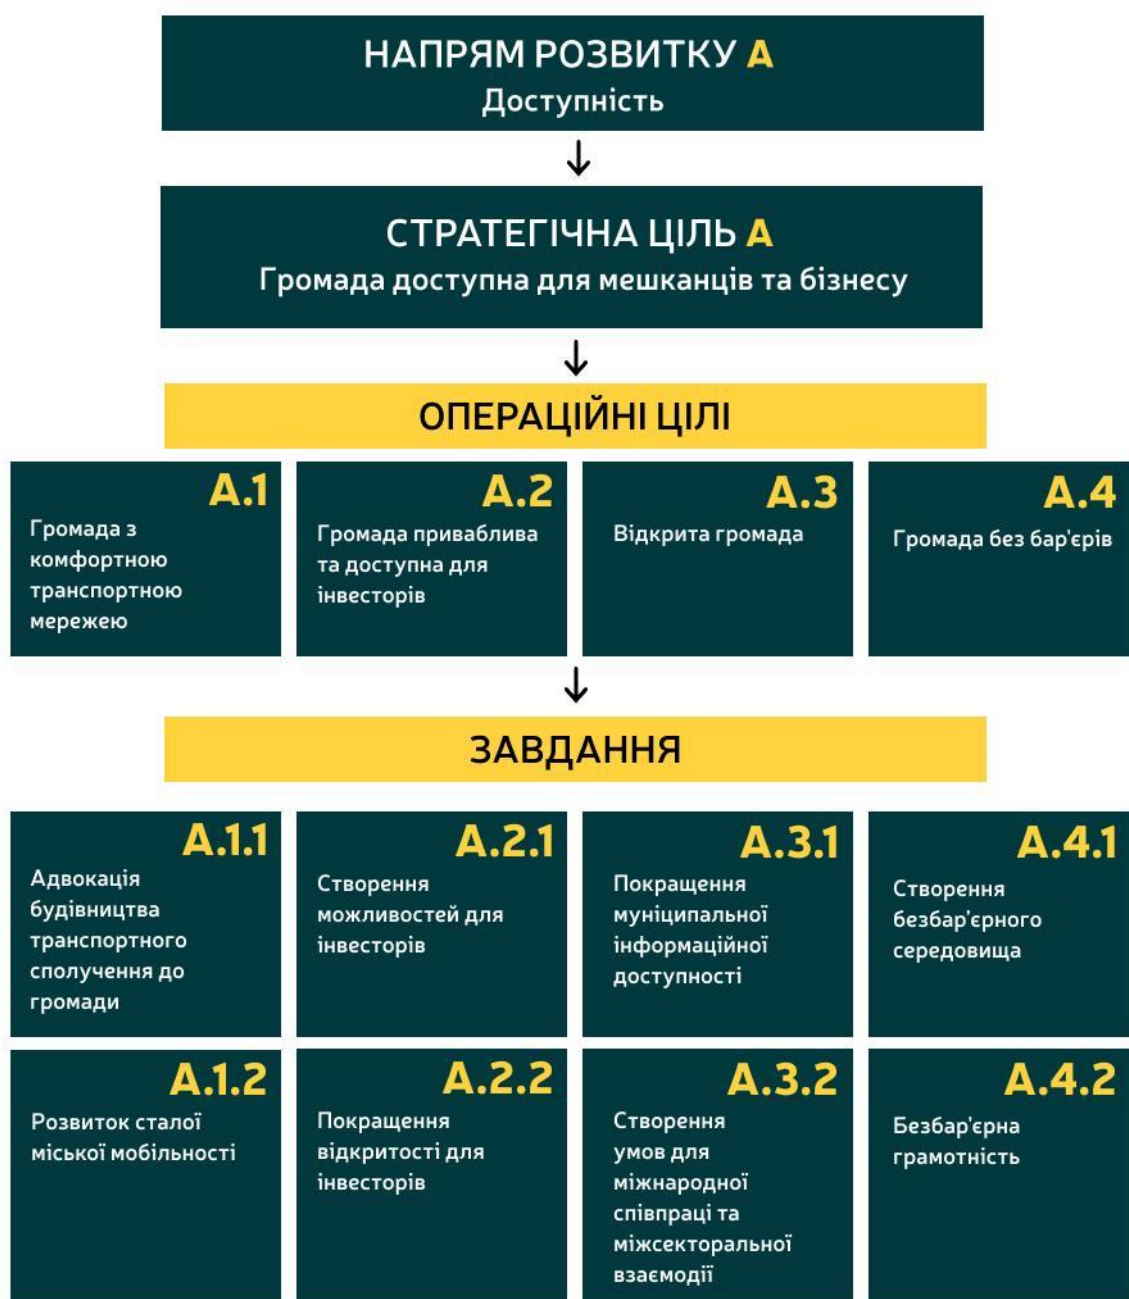 НАПРЯМ РОЗВИТКУ А
Доступність
СТРАТЕГІЧНА ЦІЛЬ А
Громада доступна для мешканців та бізнесу
ОПЕРАЦІЙНІ ЦІЛІ
А.1
Громада з
комфортною
транспортною
мережею
А.2
Громада приваблива
та доступна для
інвесторів
А.3
Відкрита громада
А.4
Громада без бар'єрів
ЗАВДАННЯ
А.1.1
Адвокація
будівництва
транспортного
сполучення до
громади
А.2.1
Створення
можливостей для
інвесторів
А.3.1
Покращення
муніципальної
інформаційної
доступності
А.4.1
Створення
безбар'єрного
середовища
А.1.2
Розвиток сталої
міської мобільності
А.2.2
Покращення
відкритості для
інвесторів
А.3.2
Створення
умов для
міжнародної
співпраці та
міжсекторальної
взаємодії
А.4.2
Безбар'єрна
грамотність